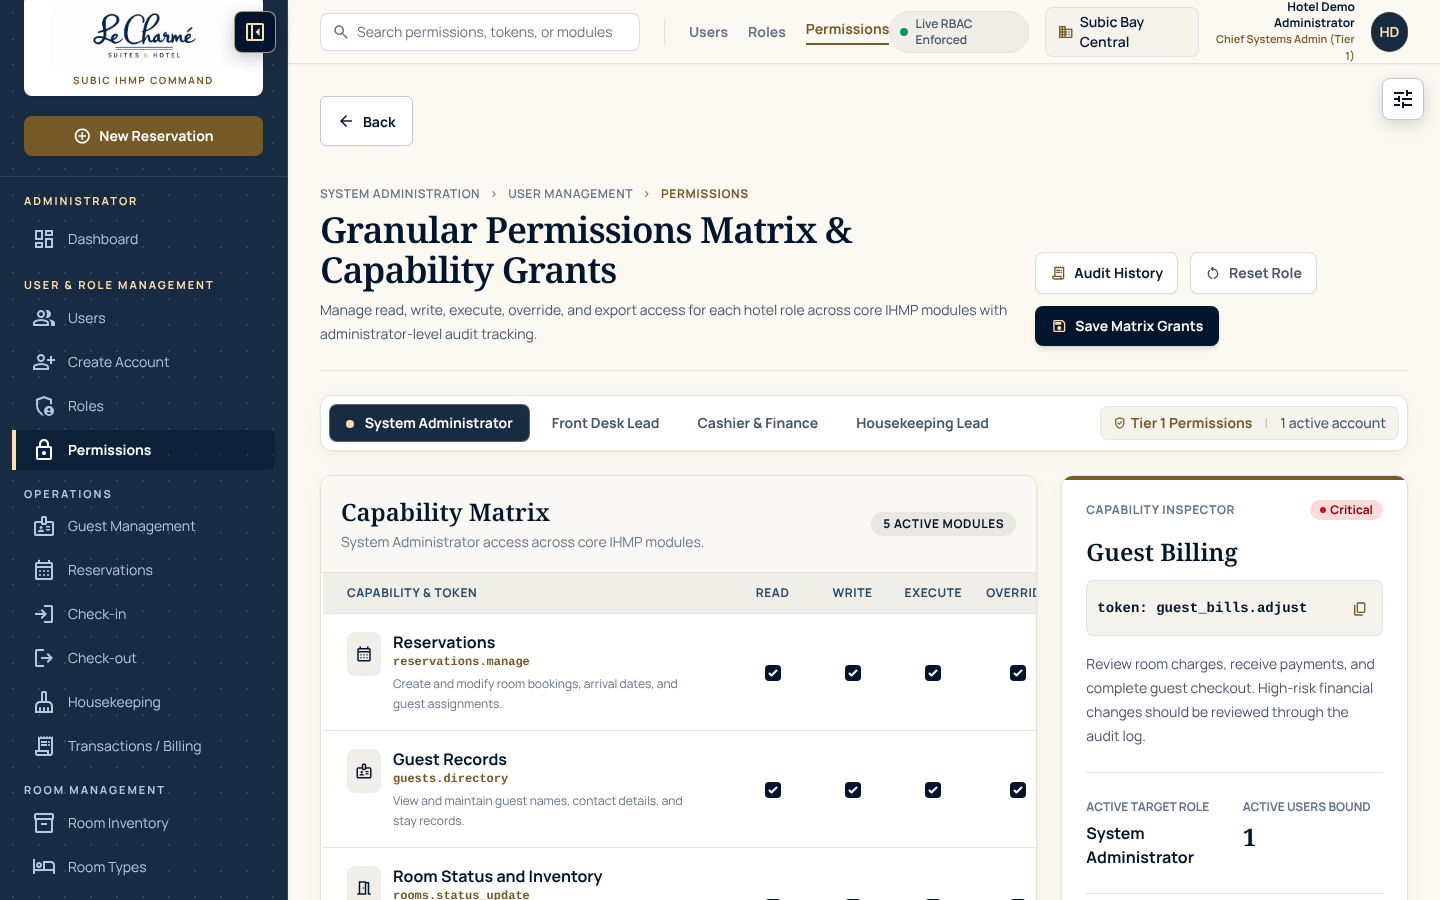 Le Charmé
SUITES & HOTEL
SUBIC IHMP COMMAND
New Reservation
ADMINISTRATOR
Dashboard
USER & ROLE MANAGEMENT
Users
Create Account
Roles
Permissions
OPERATIONS
Guest Management
Reservations
Check-in
Check-out
Housekeeping
Transactions / Billing
ROOM MANAGEMENT
Room Inventory
Room Types
Search permissions, tokens, or modules
Users
Roles
Permissions
Live RBAC
Enforced
Subic Bay
Central
Hotel Demo
Administrator
Chief Systems Admin (Tier
1)
HD
Back
SYSTEM ADMINISTRATION › USER MANAGEMENT › PERMISSIONS
Granular Permissions Matrix &
Capability Grants
Manage read, write, execute, override, and export access for each hotel role across core IHMP modules with
administrator-level audit tracking.
Audit History
Reset Role
Save Matrix Grants
System Administrator
Front Desk Lead
Cashier & Finance
Housekeeping Lead
Tier 1 Permissions | 1 active account
Capability Matrix
System Administrator access across core IHMP modules.
5 ACTIVE MODULES
CAPABILITY & TOKEN READ WRITE EXECUTE OVERRID
Reservations
reservations.manage
Create and modify room bookings, arrival dates, and
guest assignments.
Guest Records
guests.directory
View and maintain guest names, contact details, and
stay records.
Room Status and Inventory
rooms.status_update
CAPABILITY INSPECTOR
Critical
Guest Billing
token: guest_bills.adjust
Review room charges, receive payments, and
complete guest checkout. High-risk financial
changes should be reviewed through the
audit log.
ACTIVE TARGET ROLE
System
Administrator
ACTIVE USERS BOUND
1